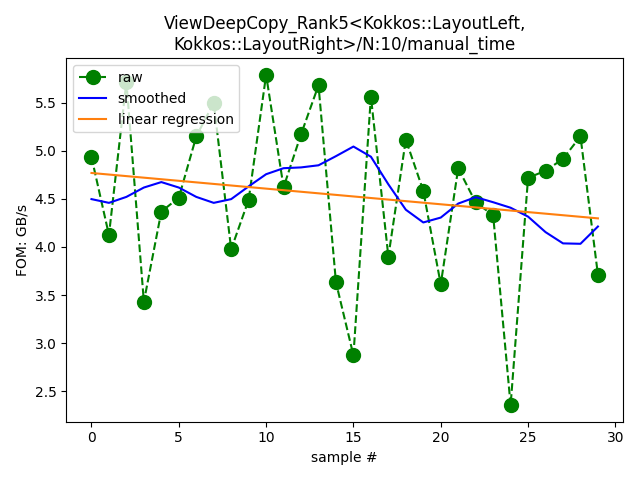 ViewDeepCopy_Rank5<Kokkos::LayoutLeft,
Kokkos::LayoutRight>/N:10/manual_time
raw
smoothed
linear regression
FOM: GB/s
5.5
5.0
4.5
4.0
3.5
3.0
2.5
0 5 10 15 20 25 30
sample #